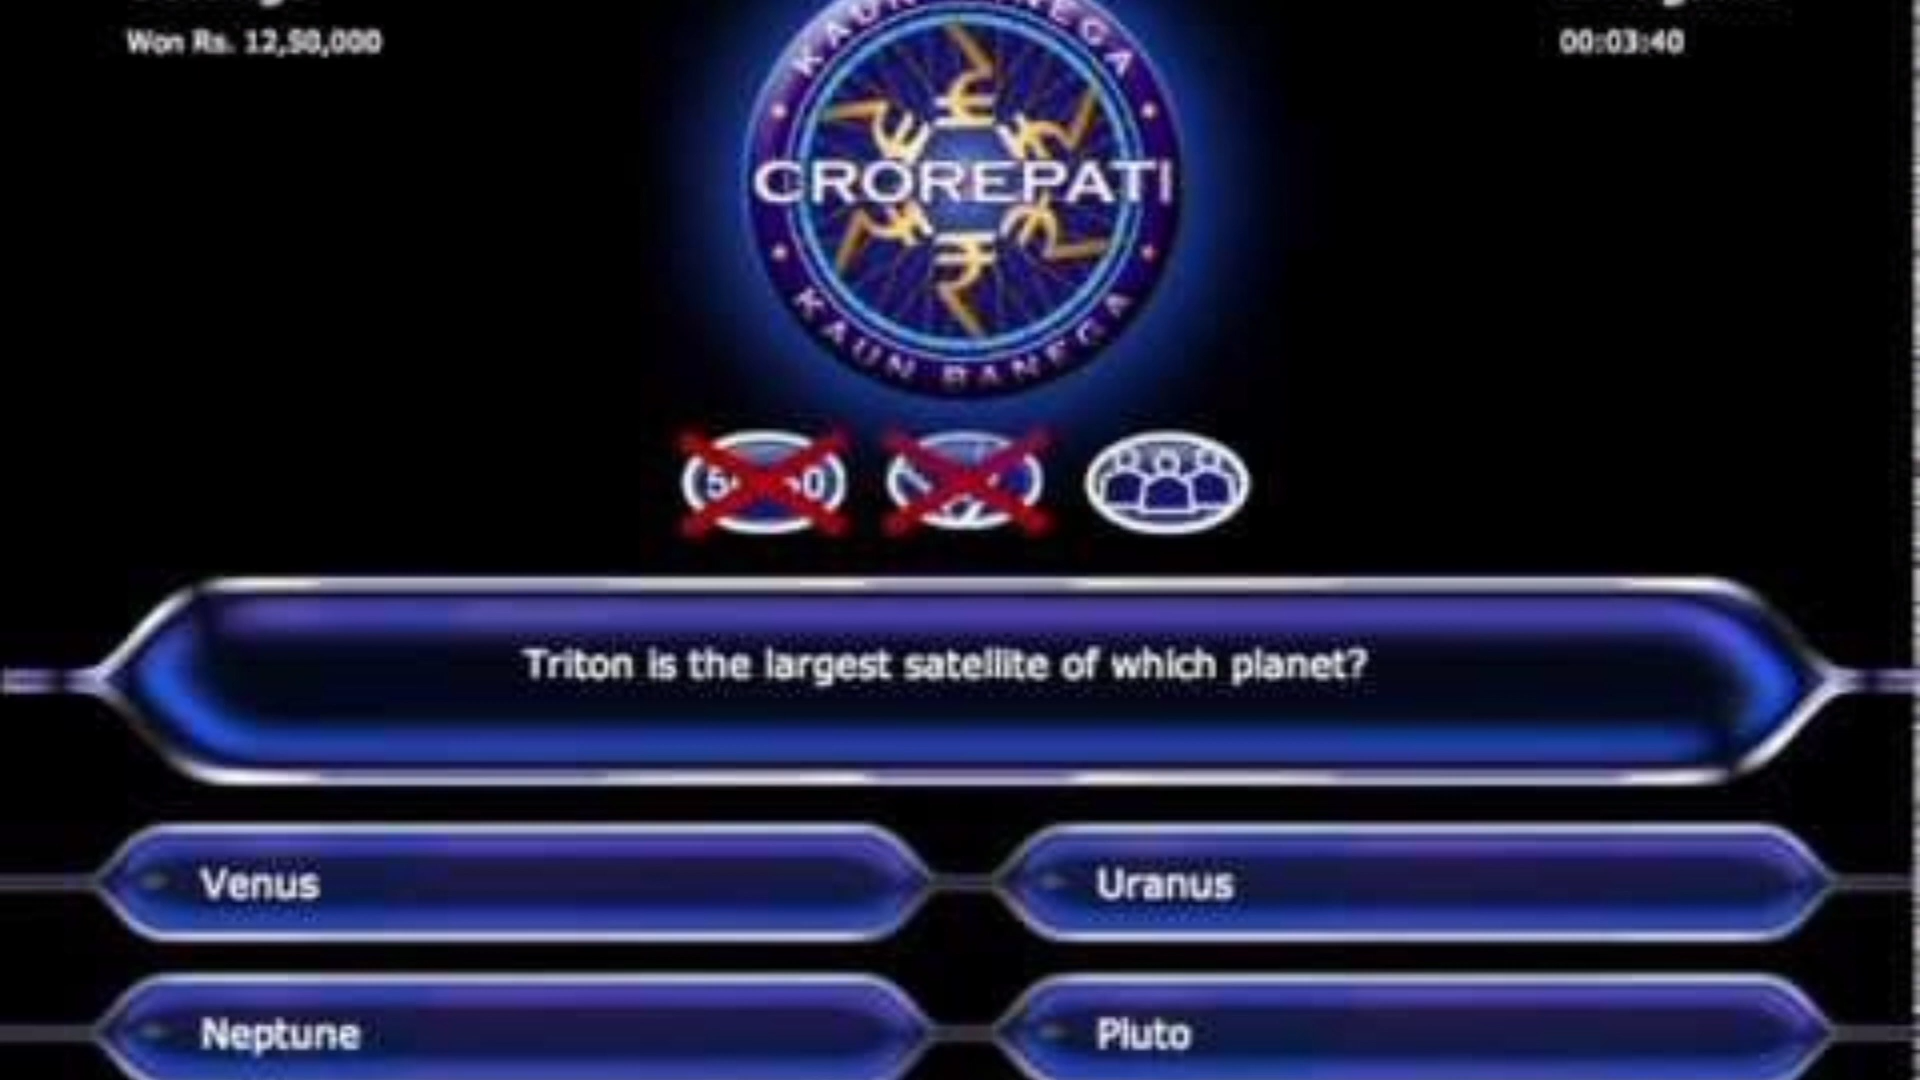 Won Rs. 12,50,000
00:03:40
KAUN BANEGA
CROREPATI
KAUN BANEGA
Triton is the largest satellite of which planet?
Venus
Uranus
Neptune
Pluto